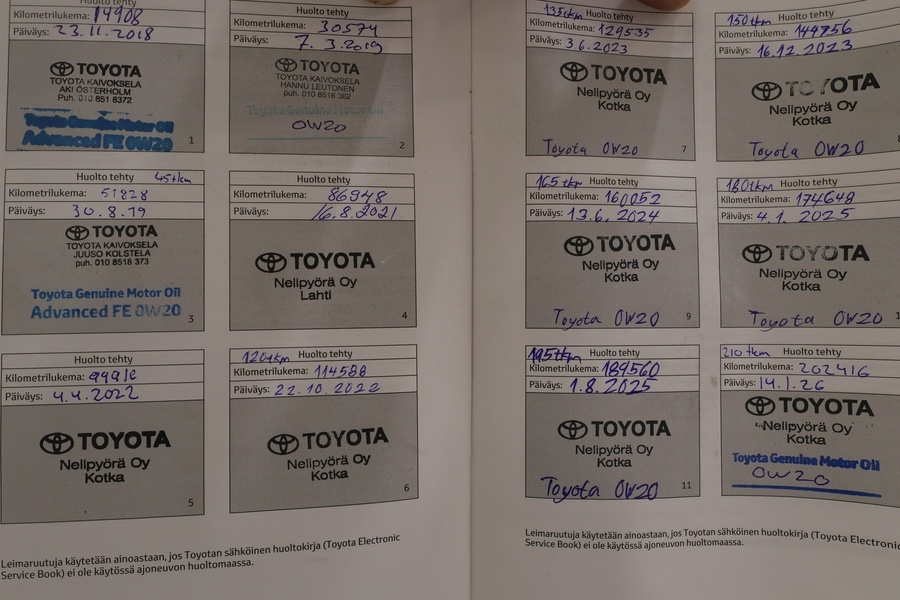 Huolto tehty
Kilometrilukema: 14908
Päiväys: 23.11.2018
TOYOTA
TOYOTA KAIVOKSELA
AKI ÖSTERHOLM
Puh. 010 851 8372
Toyota Genuine Motor Oil
Advanced FE 0W20
1
Huolto tehty
Kilometrilukema: 30574
Päiväys: 7.3.2019
TOYOTA
TOYOTA KAIVOKSELA
HANNU LEUTONEN
puh. 010 8518 362
Toyota Genuine Motor Oil
0W20
2
Huolto tehty 45tkm
Kilometrilukema: 51828
Päiväys: 30.8.19
TOYOTA
TOYOTA KAIVOKSELA
JUUSO KOLSTELA
puh. 010 8518 373
Toyota Genuine Motor Oil
Advanced FE 0W20
3
Huolto tehty
Kilometrilukema: 86948
Päiväys: 16.8.2021
TOYOTA
Nelipyörä Oy
Lahti
4
Huolto tehty
Kilometrilukema:
Päiväys: 4.4.2022
TOYOTA
Nelipyörä Oy
Kotka
5
120tkm Huolto tehty
Kilometrilukema: 114588
Päiväys: 22.10.2022
TOYOTA
Nelipyörä Oy
Kotka
6
Leimaruutuja käytetään ainoastaan, jos Toyotan sähköinen huoltokirja (Toyota Electronic
Service Book) ei ole käytössä ajoneuvon huoltomaassa.
135tkm Huolto tehty
Kilometrilukema: 129535
Päiväys: 3.6.2023
TOYOTA
Nelipyörä Oy
Kotka
Toyota 0W20
7
150tkm Huolto tehty
Kilometrilukema: 149756
Päiväys: 16.12.2023
TOYOTA
Nelipyörä Oy
Kotka
Toyota 0W20
165tkm Huolto tehty
Kilometrilukema: 160052
Päiväys: 13.6.2024
TOYOTA
Nelipyörä Oy
Kotka
Toyota 0W20
9
180tkm Huolto tehty
Kilometrilukema: 174648
Päiväys: 4.1.2025
TOYOTA
Nelipyörä Oy
Kotka
Toyota 0W20
195tkm Huolto tehty
Kilometrilukema: 189560
Päiväys: 1.8.2025
TOYOTA
Nelipyörä Oy
Kotka
Toyota 0W20
11
210tkm Huolto tehty
Kilometrilukema: 202416
Päiväys: 14.1.26
TOYOTA
Nelipyörä Oy
Kotka
Toyota Genuine Motor Oil
0W20
Leimaruutuja käytetään ainoastaan, jos Toyotan sähköinen huoltokirja (Toyota Electronic
Service Book) ei ole käytössä ajoneuvon huoltomaassa.